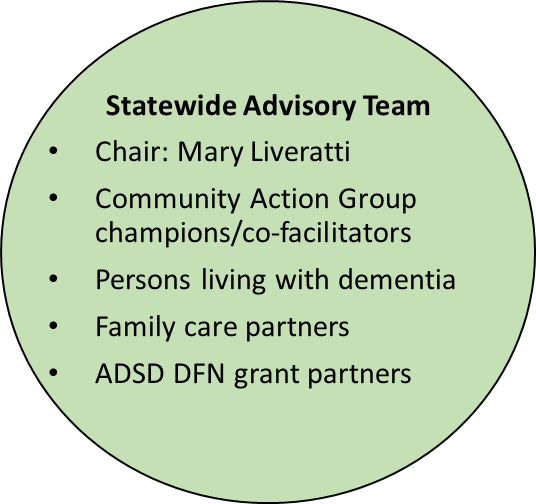 Statewide Advisory Team
• Chair: Mary Liveratti
• Community Action Group
champions/co-facilitators
• Persons living with dementia
• Family care partners
• ADSD DFN grant partners